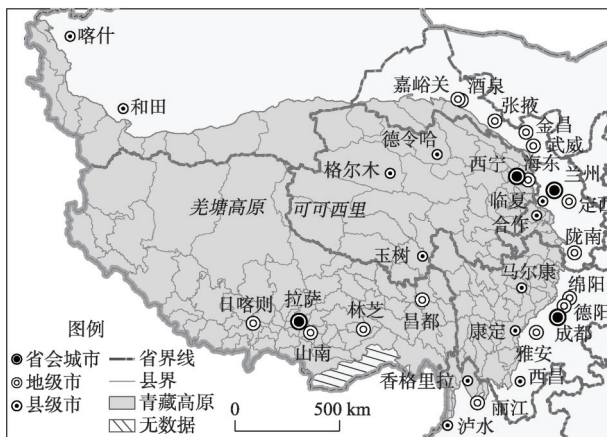 喀什
和田
嘉峪关
酒泉
张掖
金昌
武威
德令哈
格尔木
西宁
海东
兰州
临夏
定西
合作
羌塘高原
可可西里
陇南
玉树
马尔康
绵阳
德阳
成都
日喀则
拉萨
林芝
昌都
山南
康定
雅安
香格里拉
西昌
丽江
泸水
图例
省会城市
地级市
县级市
省界线
县界
青藏高原
无数据
0 500 km